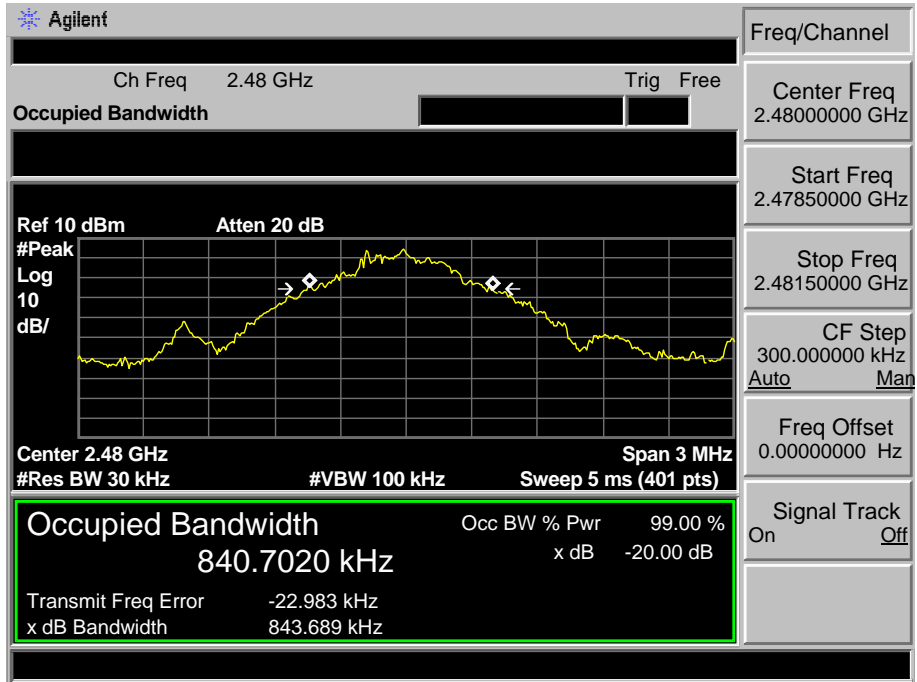 Agilent
Freq/Channel
Ch Freq 2.48 GHz Trig Free
Occupied Bandwidth
Center Freq
2.48000000 GHz
Start Freq
2.47850000 GHz
Stop Freq
2.48150000 GHz
CF Step
300.000000 kHz
Auto Man
Freq Offset
0.00000000 Hz
Signal Track
On Off
Ref 10 dBm Atten 20 dB
#Peak
Log
10
dB/
Center 2.48 GHz Span 3 MHz
#Res BW 30 kHz #VBW 100 kHz Sweep 5 ms (401 pts)
Occupied Bandwidth Occ BW % Pwr 99.00 %
840.7020 kHz x dB -20.00 dB
Transmit Freq Error -22.983 kHz
x dB Bandwidth 843.689 kHz